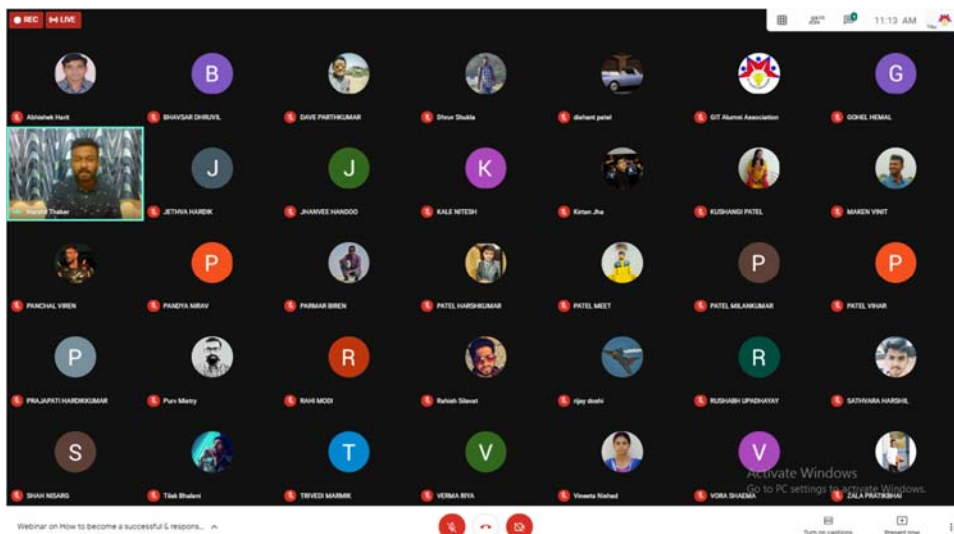 REC LIVE
11:13 AM
Abhishek Harit
B
BHAVSAR DHRUVIL
DAVE PARTHKUMAR
Dhruv Shukla
dishant patel
GIT Alumni Association
G
GOHEL HEMAL
Thaker
J
JETHVA HARDIK
J
JHANVEE HANDOO
K
KALE NITESH
Kirtan Jha
KUSHANGI PATEL
MAKEN VINIT
PANCHAL VIREN
P
PANDYA NIRAV
PARMAR BIREN
PATEL HARSHKUMAR
PATEL MEET
P
PATEL MILANKUMAR
P
PATEL VIHAR
P
PRAJAPATI HARDIKKUMAR
Purv Mistry
R
RAHI MODI
Rahish Silavat
rijay doshi
R
RUSHABH UPADHAYAY
SATHVARA HARSHIL
S
SHAH NISARG
Tilak Bhalani
T
TRIVEDI MARMIK
V
VERMA RIYA
Vineeta Nishad
V
VORA SHAEMA
ZALA PRATIKBHAI
Activate Windows
Go to PC settings to activate Windows.
Webinar on How to become a successful & respons...
Turn on captions
Present now